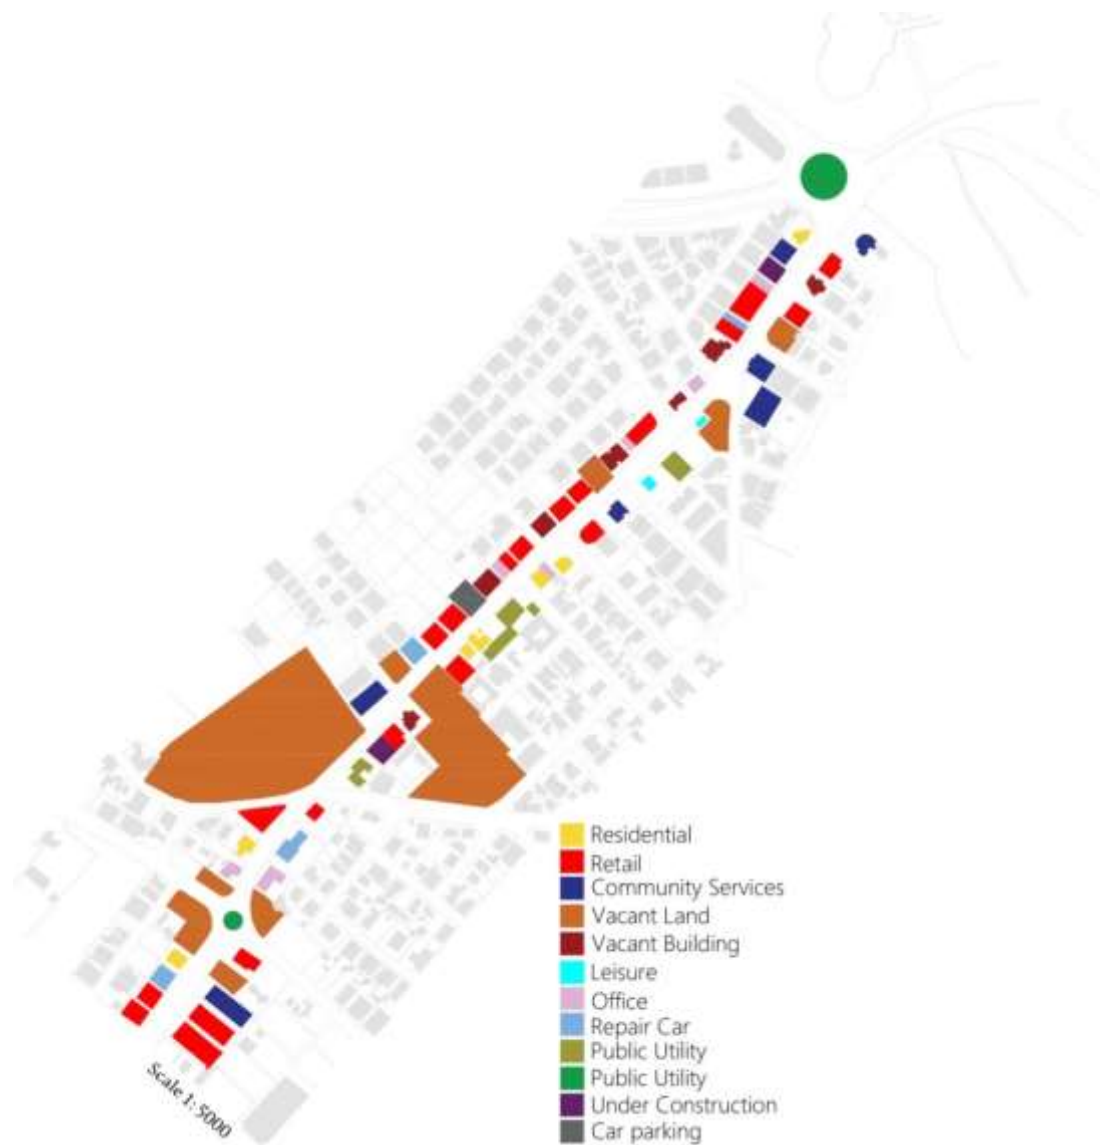 Residential
Retail
Community Services
Vacant Land
Vacant Building
Leisure
Office
Repair Car
Public Utility
Public Utility
Under Construction
Car parking
Scale 1: 5000